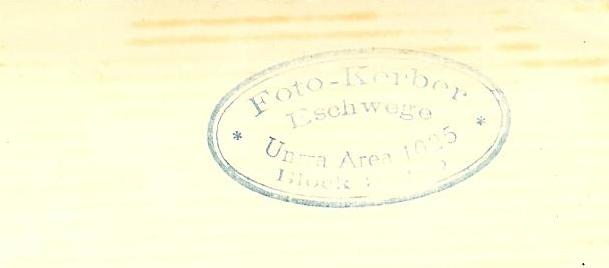 Foto-Kerber
Eschwege
* Unrra Area 1025 *
Block